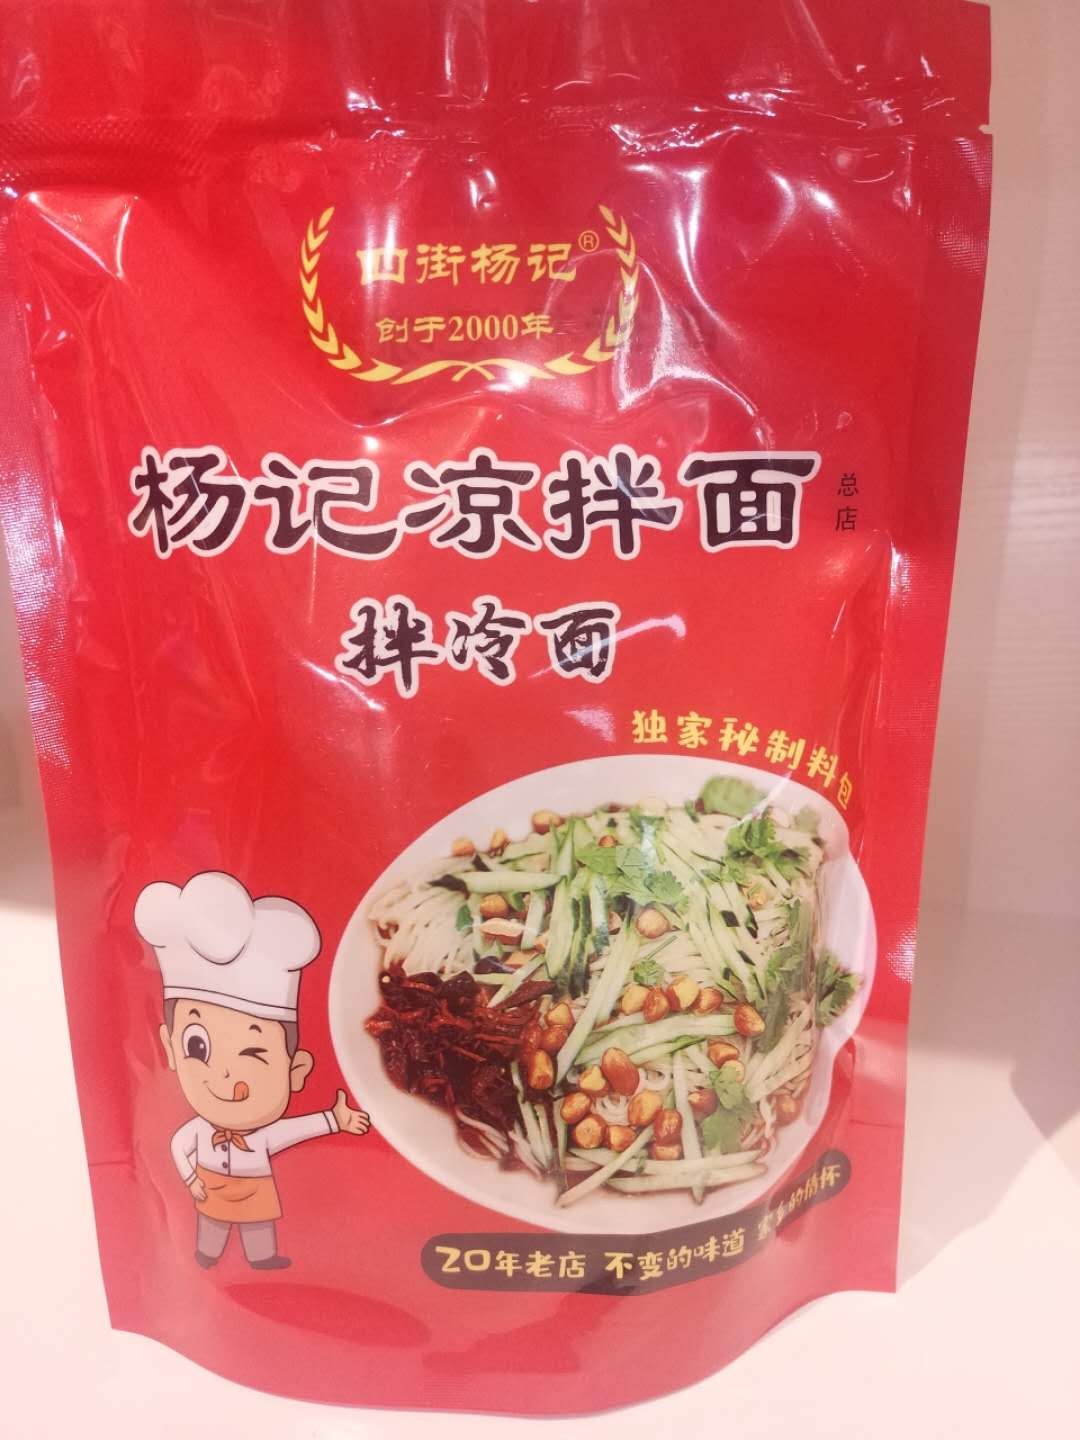 四街杨记®
创于2000年
杨记凉拌面
总店
拌冷面
独家秘制料包
20年老店 不变的味道 家乡的情怀